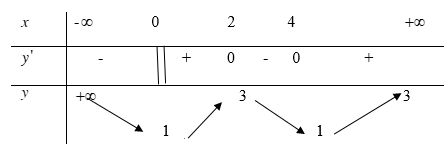 x -∞ 0 2 4 +∞
y' - || + 0 - 0 +
y +∞ 3 3
1 1